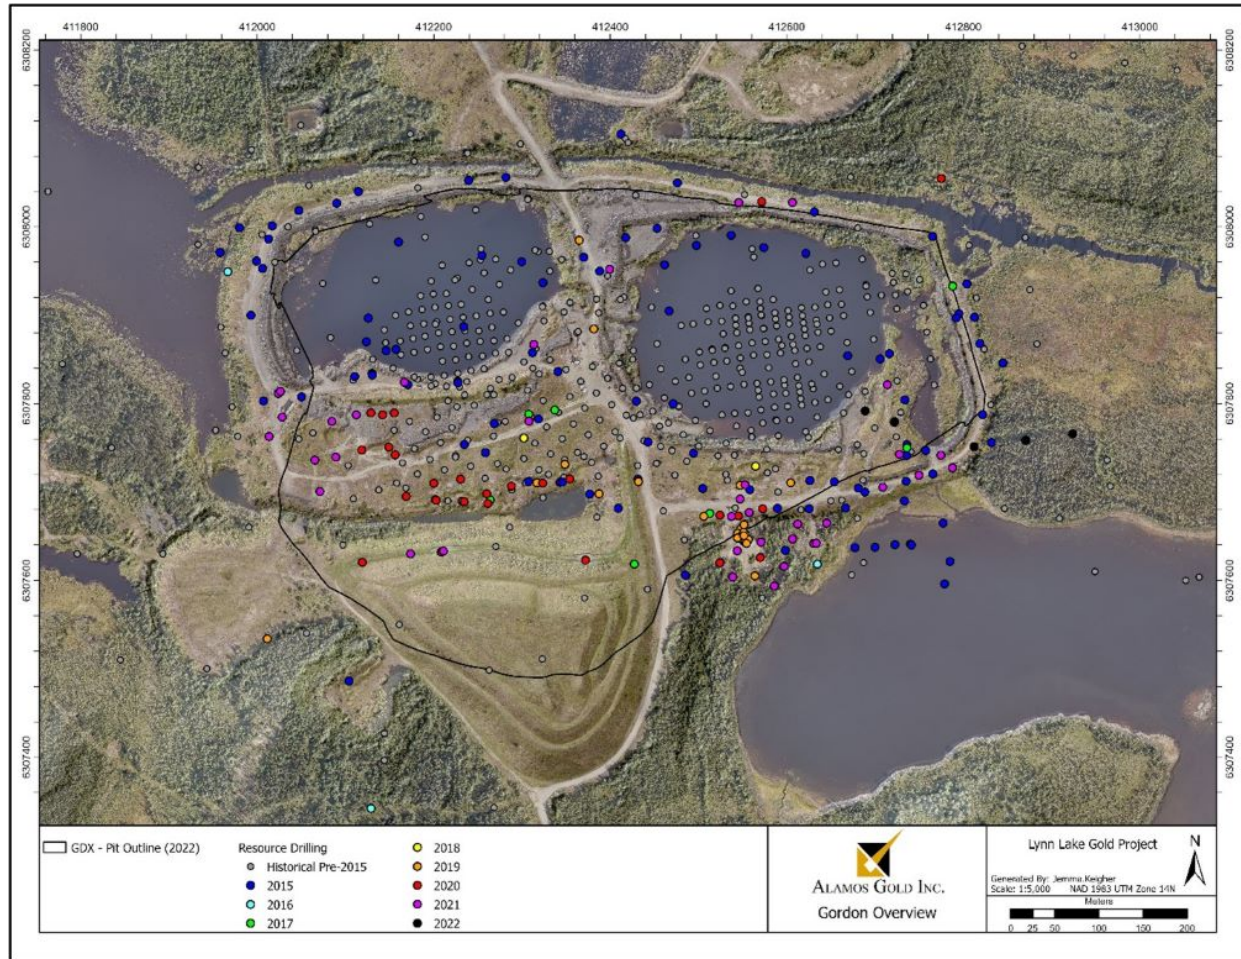 411800 412000 412200 412400 412600 412800 413000
6308200 6308200
6308000 6308000
6307800 6307800
6307600 6307600
6307400 6307400
GDX - Pit Outline (2022)
Resource Drilling
Historical Pre-2015
2015
2016
2017
2018
2019
2020
2021
2022
ALAMOS GOLD INC.
Gordon Overview
Lynn Lake Gold Project
N
Generated By: Jemma.Keigher
Scale: 1:5,000 NAD 1983 UTM Zone 14N
Meters
0 25 50 100 150 200